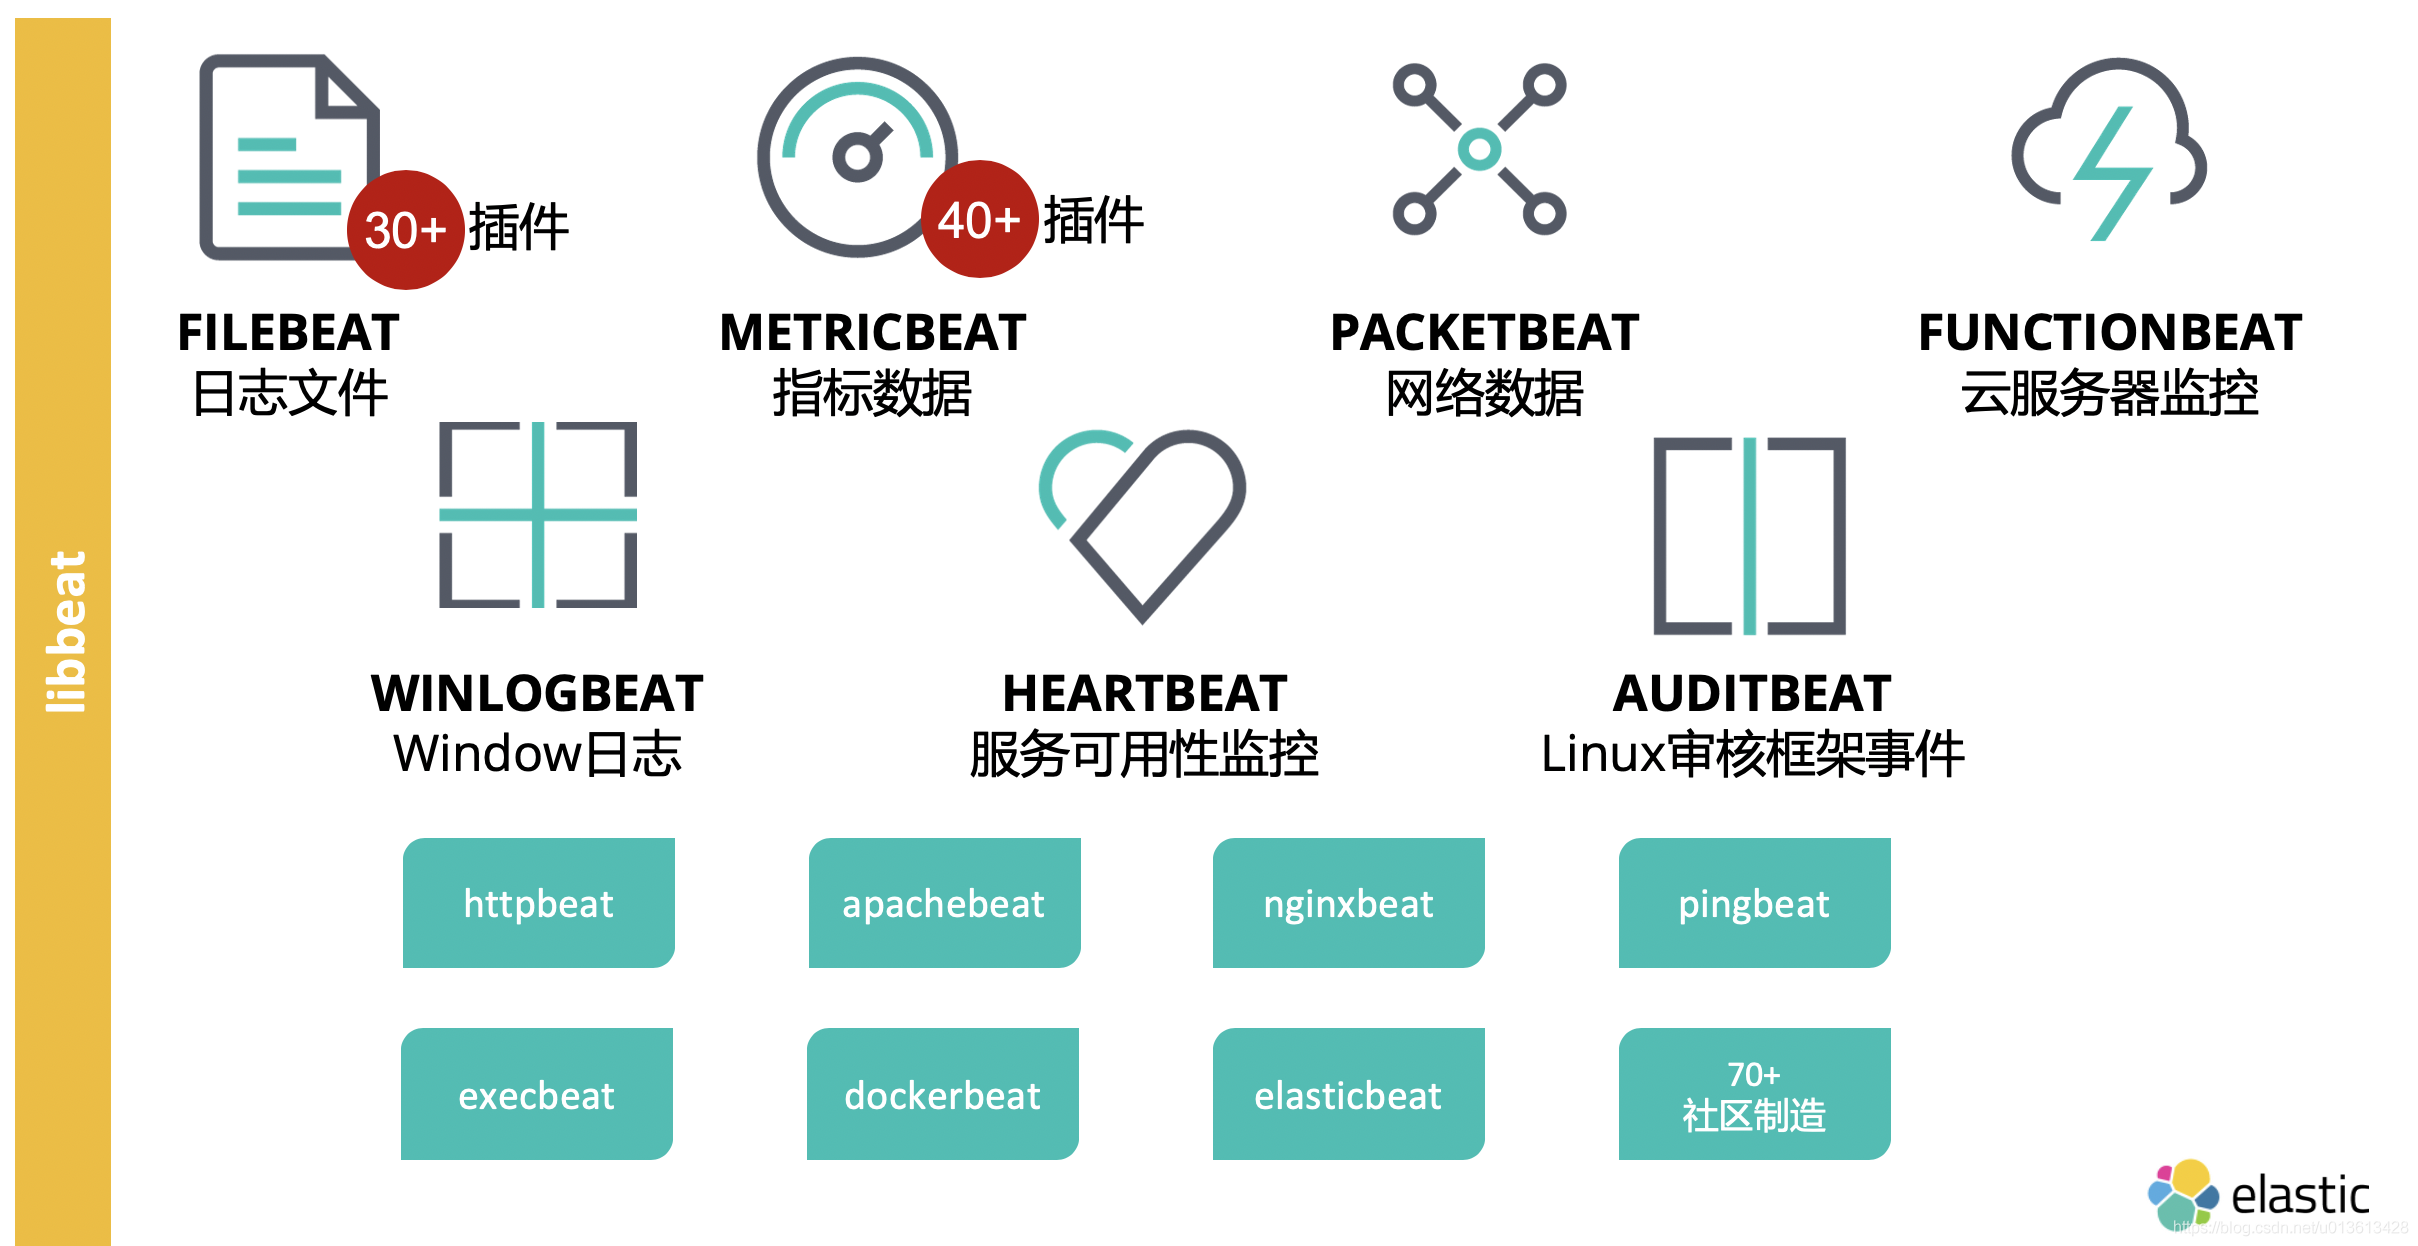 libbeat
30+ 插件
40+ 插件
FILEBEAT
日志文件
METRICBEAT
指标数据
PACKETBEAT
网络数据
FUNCTIONBEAT
云服务器监控
WINLOGBEAT
Window日志
HEARTBEAT
服务可用性监控
AUDITBEAT
Linux审核框架事件
httpbeat
apachebeat
nginxbeat
pingbeat
execbeat
dockerbeat
elasticbeat
70+
社区制造
elastic
https://blog.csdn.net/u013613428